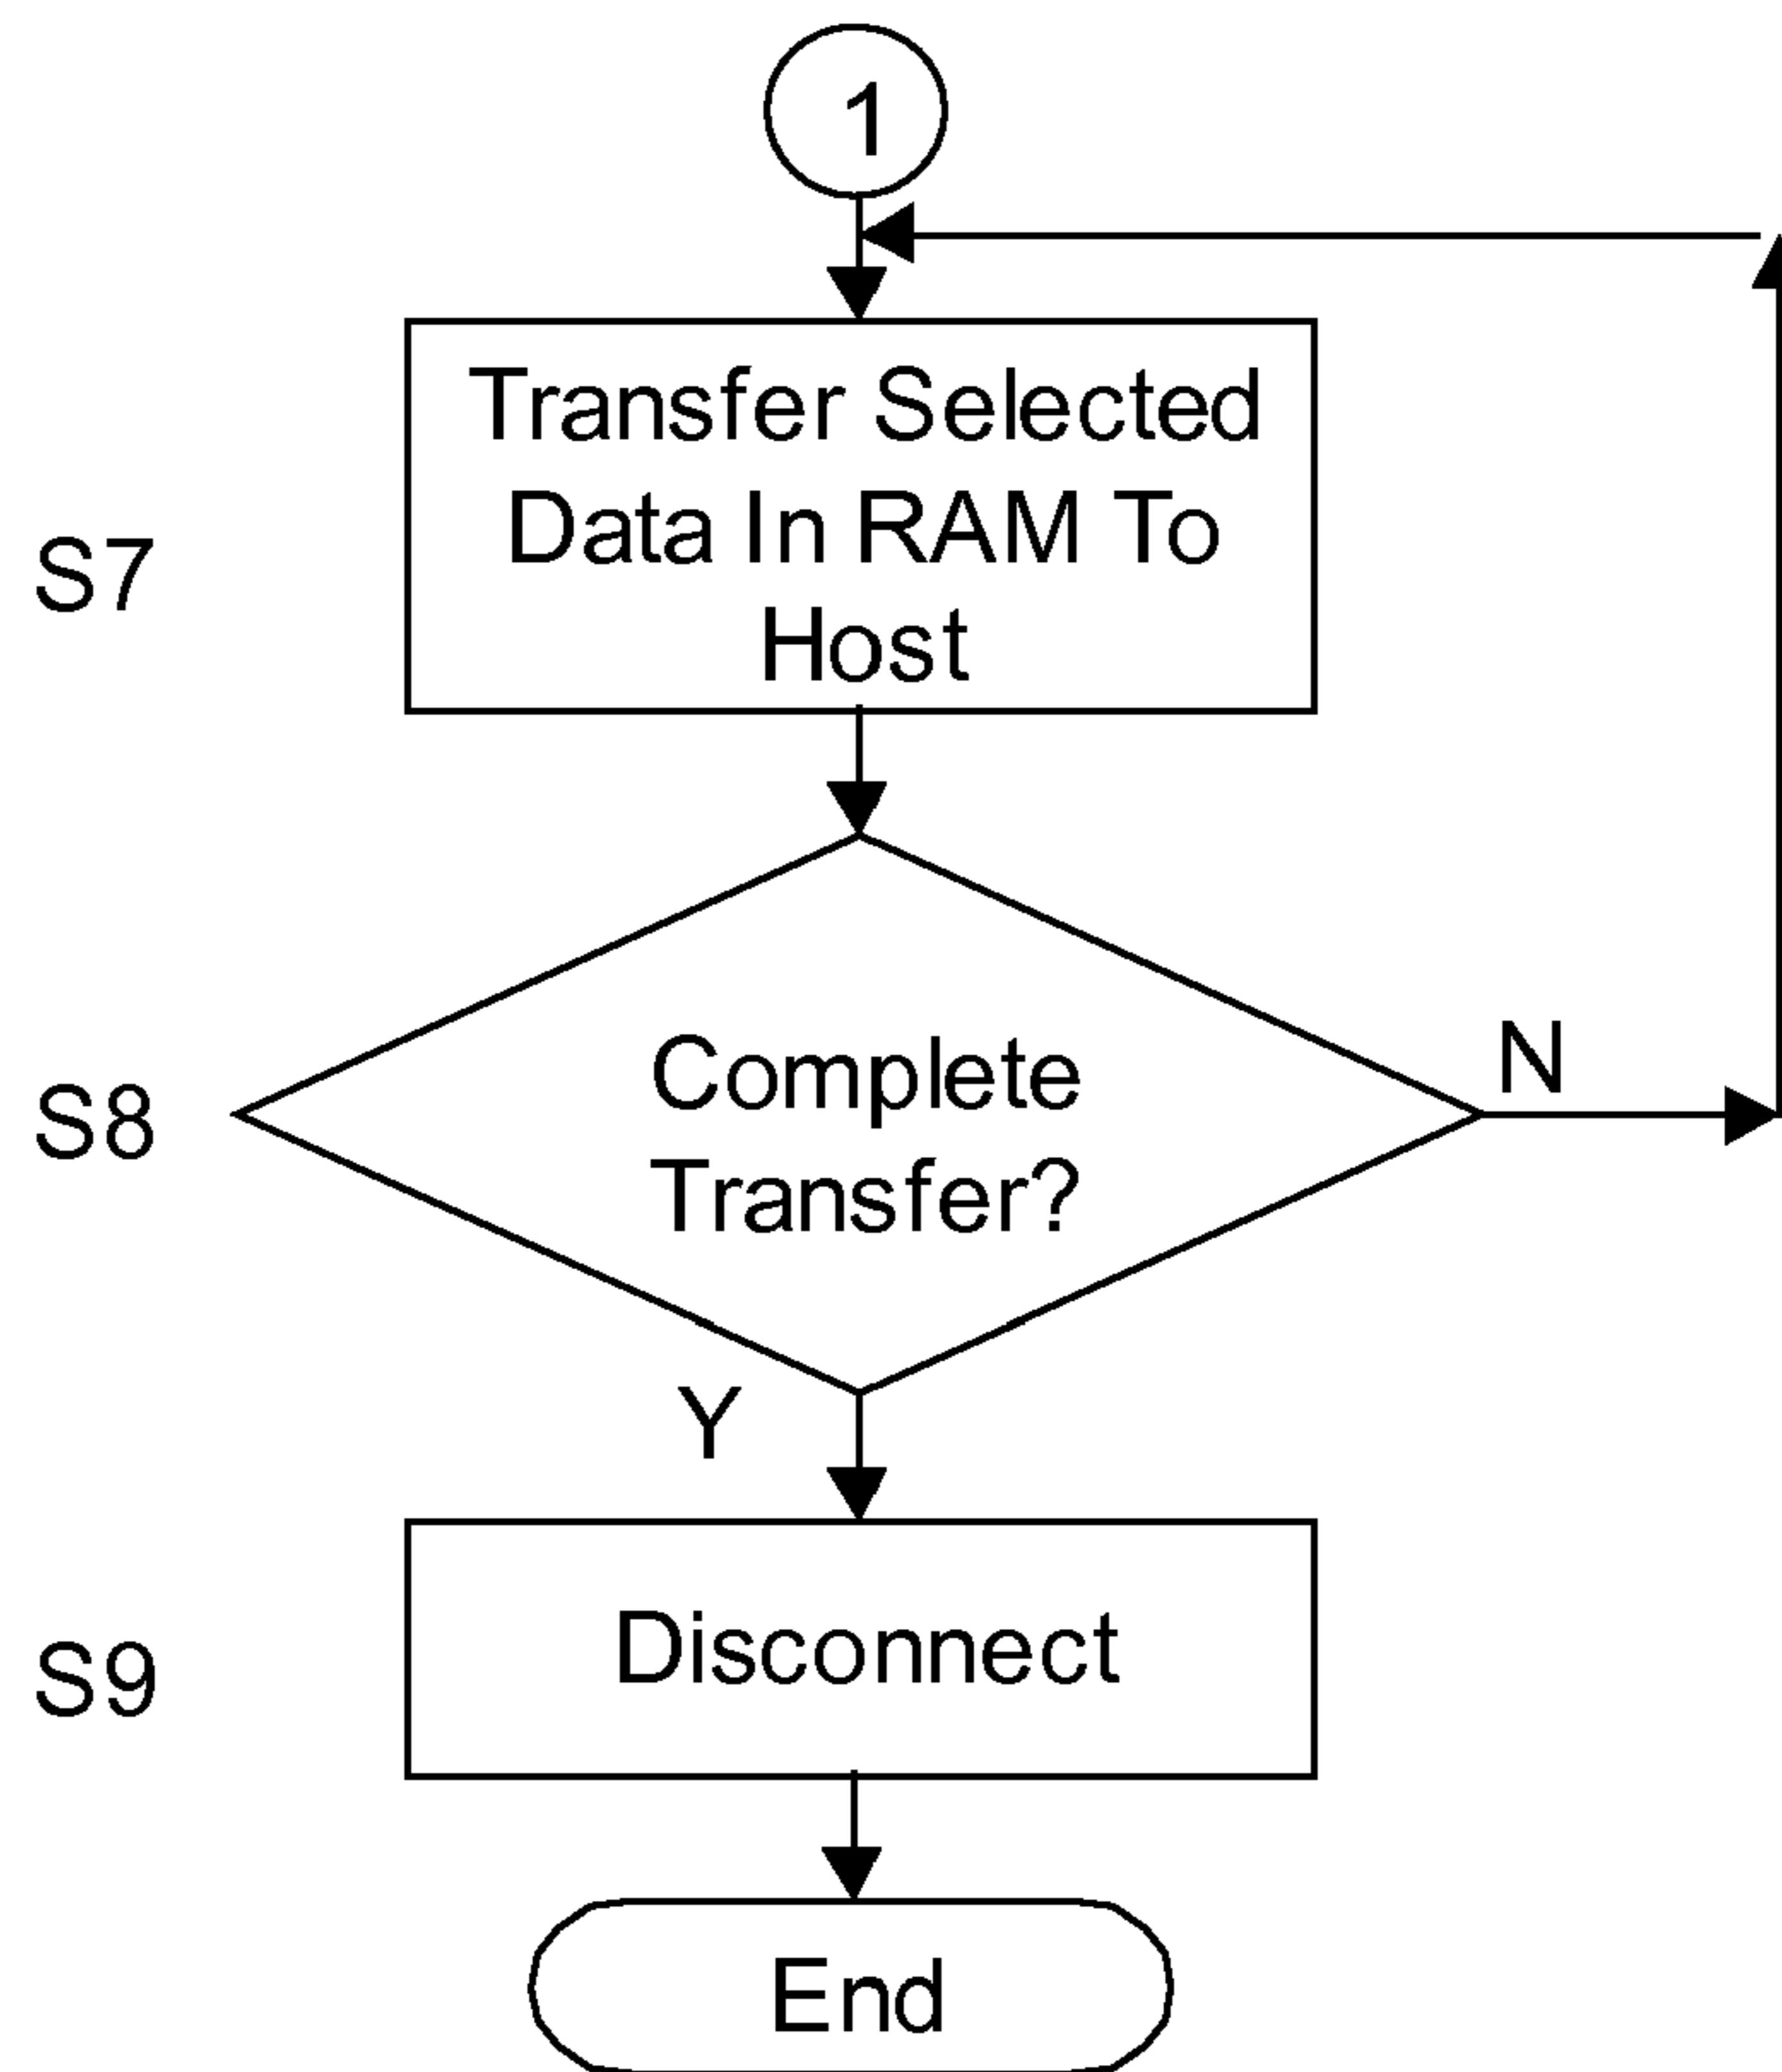 1
Transfer Selected
Data In RAM To
Host
S7
Complete
Transfer?
N
S8
Y
Disconnect
S9
End